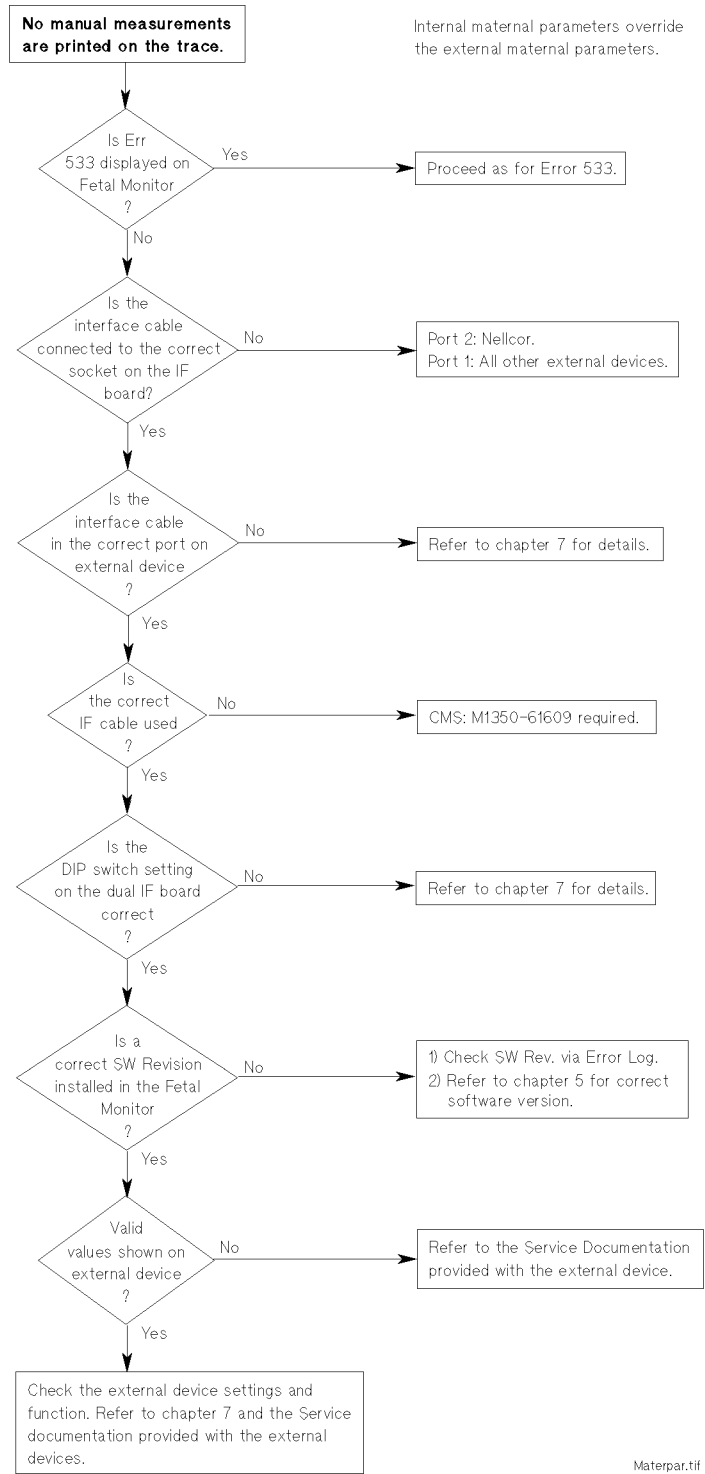 No manual measurements
are printed on the trace.
Internal maternal parameters override
the external maternal parameters.
Is Err
533 displayed on
Fetal Monitor
?
Yes
Proceed as for Error 533.
No
Is the
interface cable
connected to the correct
socket on the IF
board?
No
Port 2: Nellcor.
Port 1: All other external devices.
Yes
Is the
interface cable
in the correct port on
external device
?
No
Refer to chapter 7 for details.
Yes
Is
the correct
IF cable used
?
No
CMS: M1350-61609 required.
Yes
Is the
DIP switch setting
on the dual IF board
correct
?
No
Refer to chapter 7 for details.
Yes
Is a
correct SW Revision
installed in the Fetal
Monitor
?
No
1) Check SW Rev. via Error Log.
2) Refer to chapter 5 for correct
software version.
Yes
Valid
values shown on
external device
?
No
Refer to the Service Documentation
provided with the external device.
Yes
Check the external device settings and
function. Refer to chapter 7 and the Service
documentation provided with the external
devices.
Materpar.tif